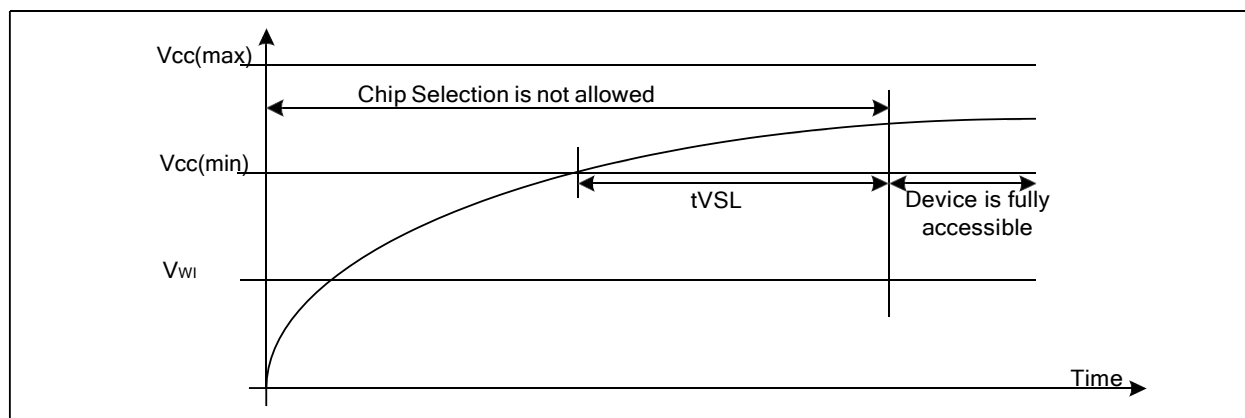 Vcc(max)
Chip Selection is not allowed
Vcc(min)
tVSL
Device is fully
accessible
VWI
Time